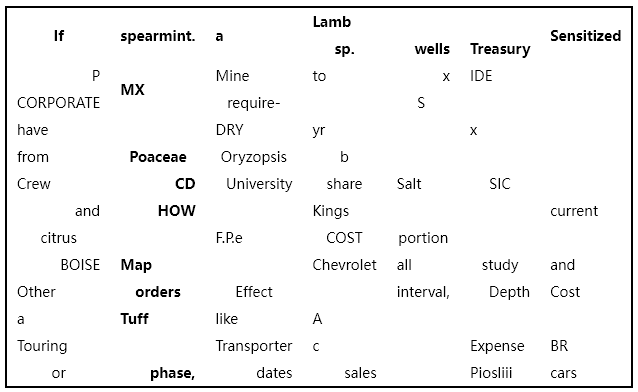 If spearmint. a Lamb sp. wells Treasury Sensitized
P MX Mine to x IDE
CORPORATE require- S
have DRY yr x
from Poaceae Oryzopsis b
Crew CD University share Salt SIC
and HOW Kings current
citrus F.P.e COST portion
BOISE Map Chevrolet all study and
Other orders Effect interval, Depth Cost
a Tuff like A
Touring Transporter c Expense BR
or phase, dates sales Piosliii cars